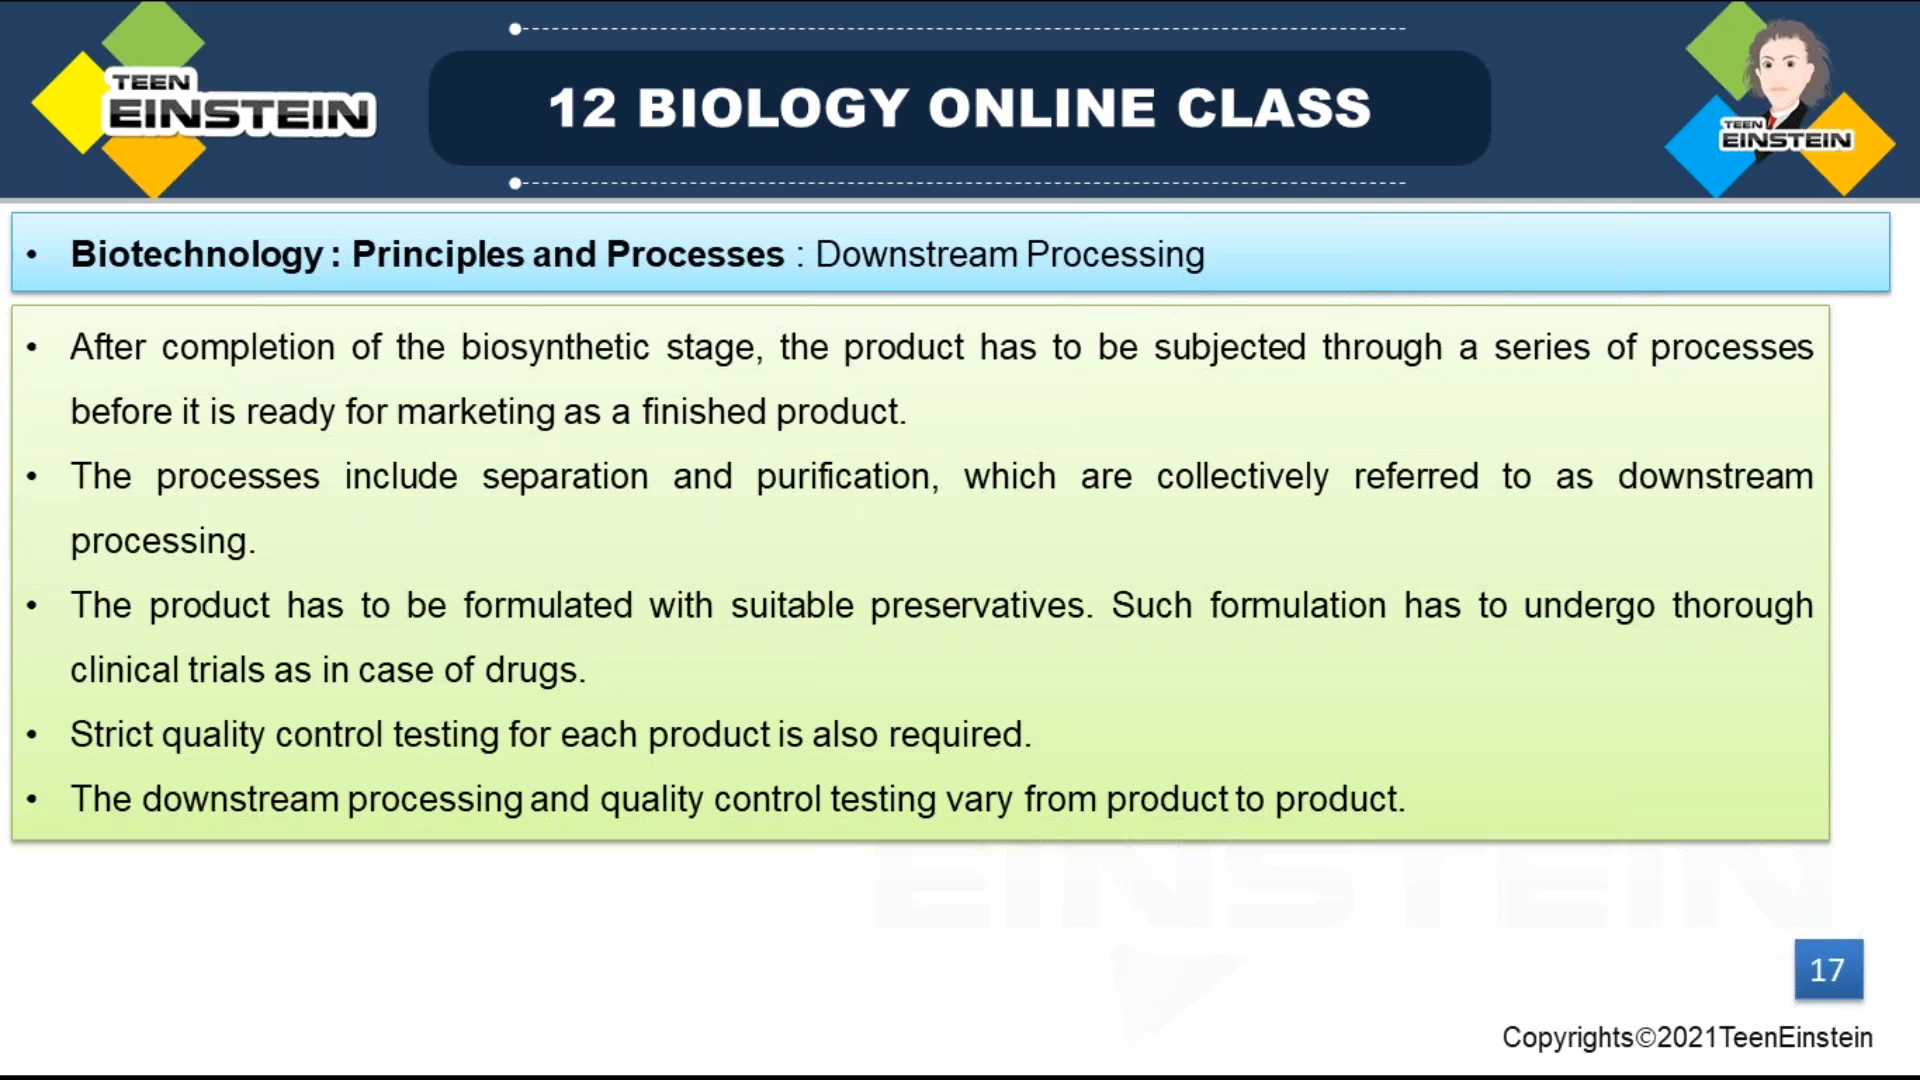 TEEN
EINSTEIN
12 BIOLOGY ONLINE CLASS
TEEN
EINSTEIN
• Biotechnology : Principles and Processes : Downstream Processing
• After completion of the biosynthetic stage, the product has to be subjected through a series of processes
before it is ready for marketing as a finished product.
• The processes include separation and purification, which are collectively referred to as downstream
processing.
• The product has to be formulated with suitable preservatives. Such formulation has to undergo thorough
clinical trials as in case of drugs.
• Strict quality control testing for each product is also required.
• The downstream processing and quality control testing vary from product to product.
EINSTEIN
17
Copyrights©2021TeenEinstein